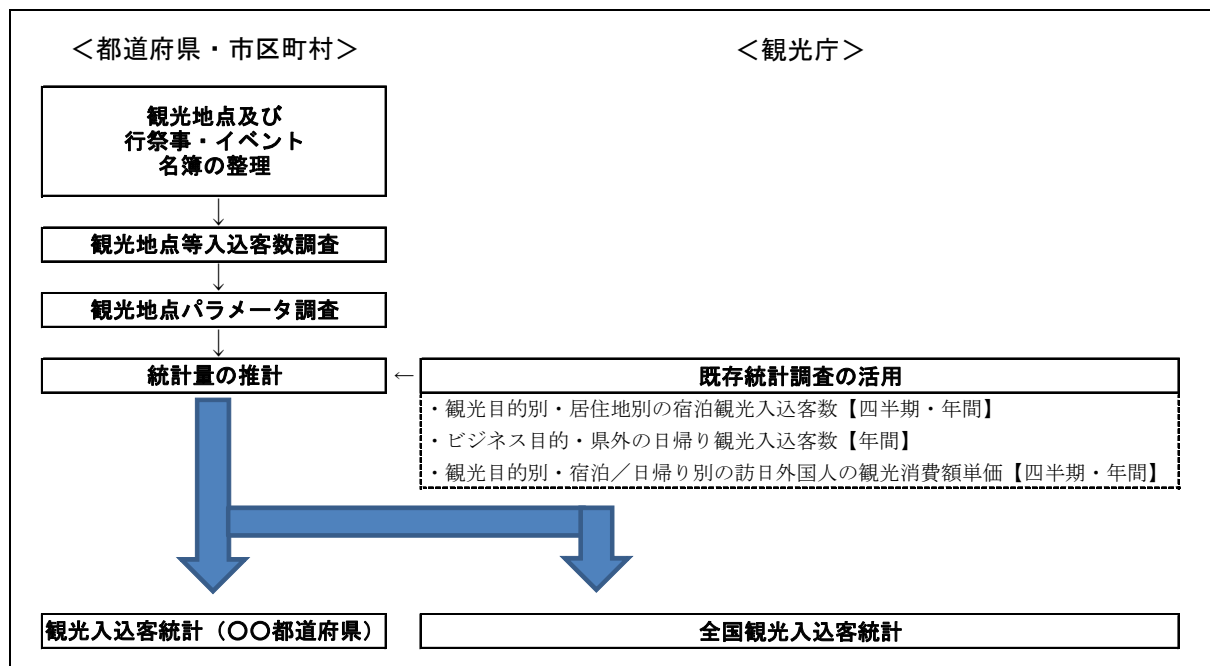 ＜都道府県・市区町村＞
＜観光庁＞
観光地点及び
行祭事・イベント
名簿の整理
↓
観光地点等入込客数調査
↓
観光地点パラメータ調査
↓
統計量の推計
←
既存統計調査の活用
・観光目的別・居住地別の宿泊観光入込客数【四半期・年間】
・ビジネス目的・県外の日帰り観光入込客数【年間】
・観光目的別・宿泊／日帰り別の訪日外国人の観光消費額単価【四半期・年間】
観光入込客統計（〇〇都道府県）
全国観光入込客統計